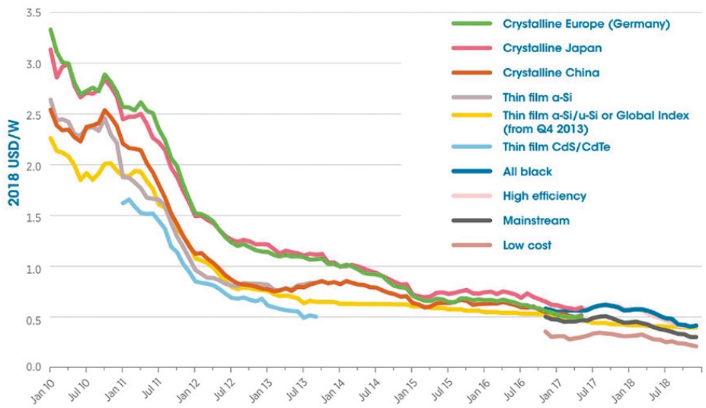 2018 USD/W
3.5
3.0
2.5
2.0
1.5
1.0
0.5
0.0
Jan 10
Jul 10
Jan 11
Jul 11
Jan 12
Jul 12
Jan 13
Jul 13
Jan 14
Jul 14
Jan 15
Jul 15
Jan 16
Jul 16
Jan 17
Jul 17
Jan 18
Jul 18
Crystalline Europe (Germany)
Crystalline Japan
Crystalline China
Thin film a-Si
Thin film a-Si/u-Si or Global Index
(from Q4 2013)
Thin film CdS/CdTe
All black
High efficiency
Mainstream
Low cost